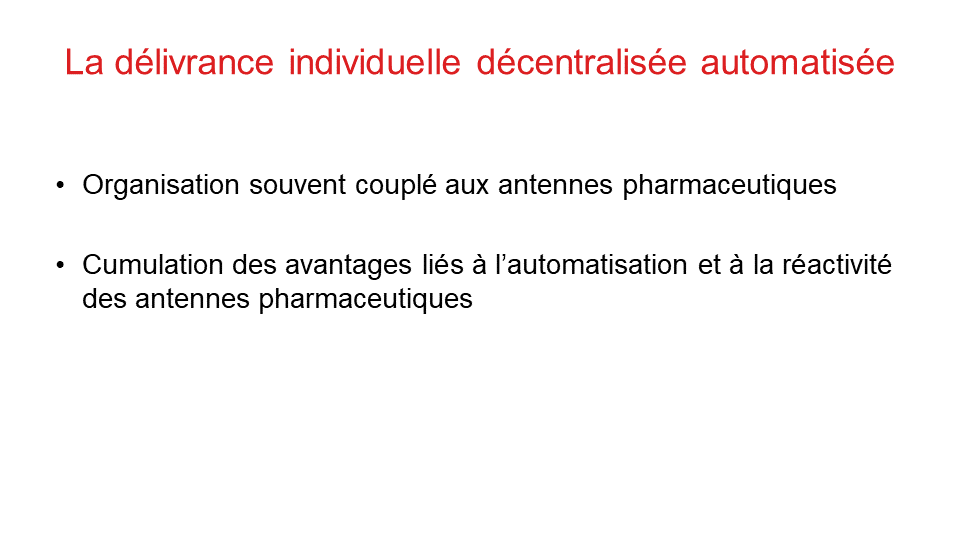 La délivrance individuelle décentralisée automatisée
• Organisation souvent couplé aux antennes pharmaceutiques
• Cumulation des avantages liés à l’automatisation et à la réactivité
des antennes pharmaceutiques